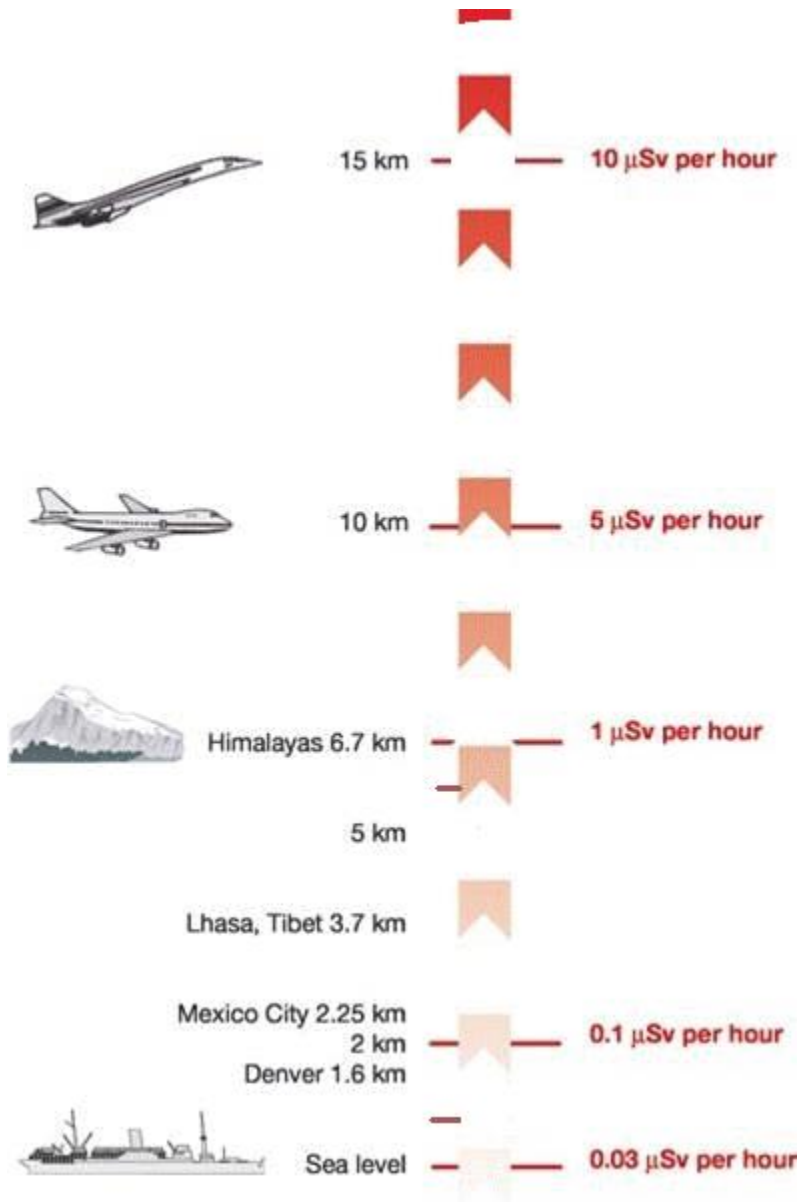 15 km 10 μSv per hour
10 km 5 μSv per hour
Himalayas 6.7 km 1 μSv per hour
5 km
Lhasa, Tibet 3.7 km
Mexico City 2.25 km
2 km 0.1 μSv per hour
Denver 1.6 km
Sea level 0.03 μSv per hour